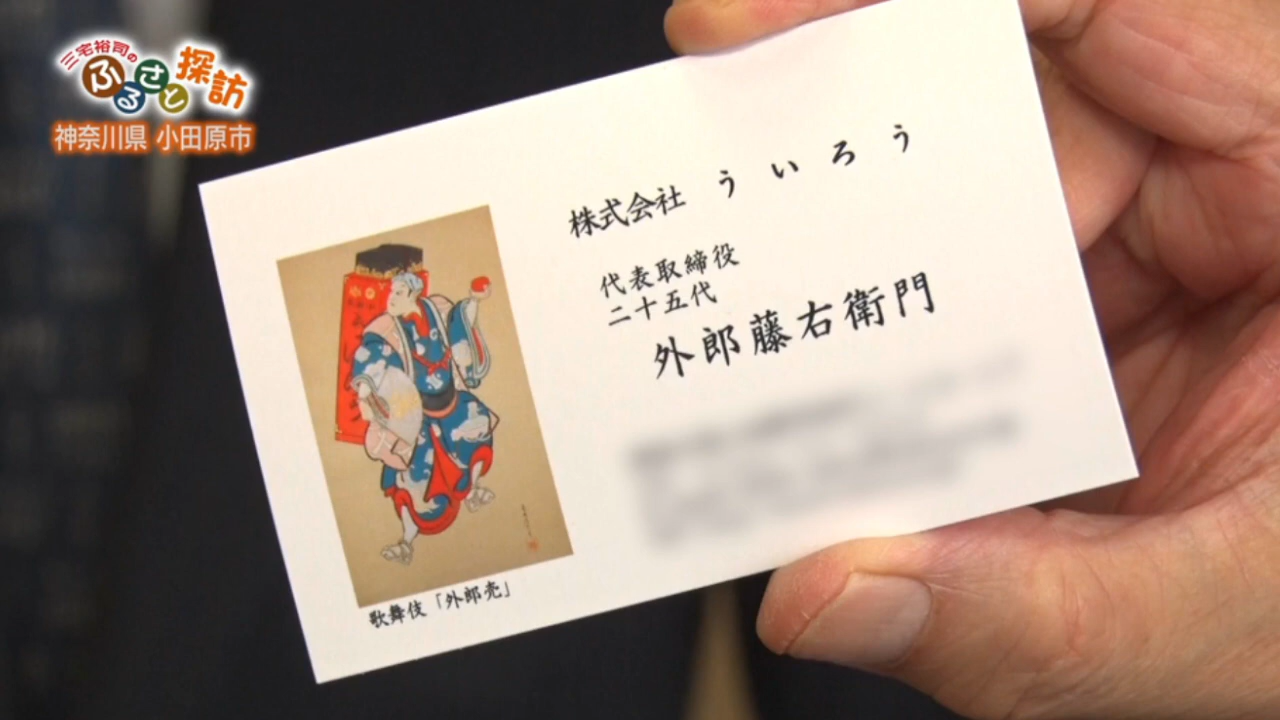 三宅裕司の
ふるさと探訪
神奈川県 小田原市
株式会社 ういろう
代表取締役
二十五代
外郎藤右衛門
歌舞伎「外郎売」